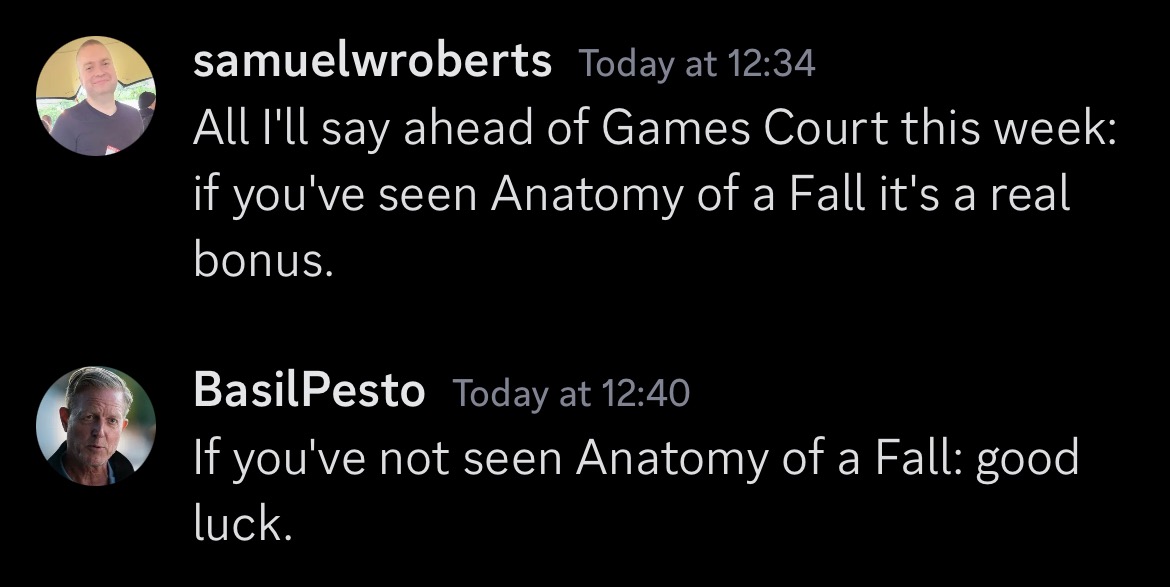 samuelwroberts Today at 12:34
All I'll say ahead of Games Court this week:
if you've seen Anatomy of a Fall it's a real
bonus.
BasilPesto Today at 12:40
If you've not seen Anatomy of a Fall: good
luck.